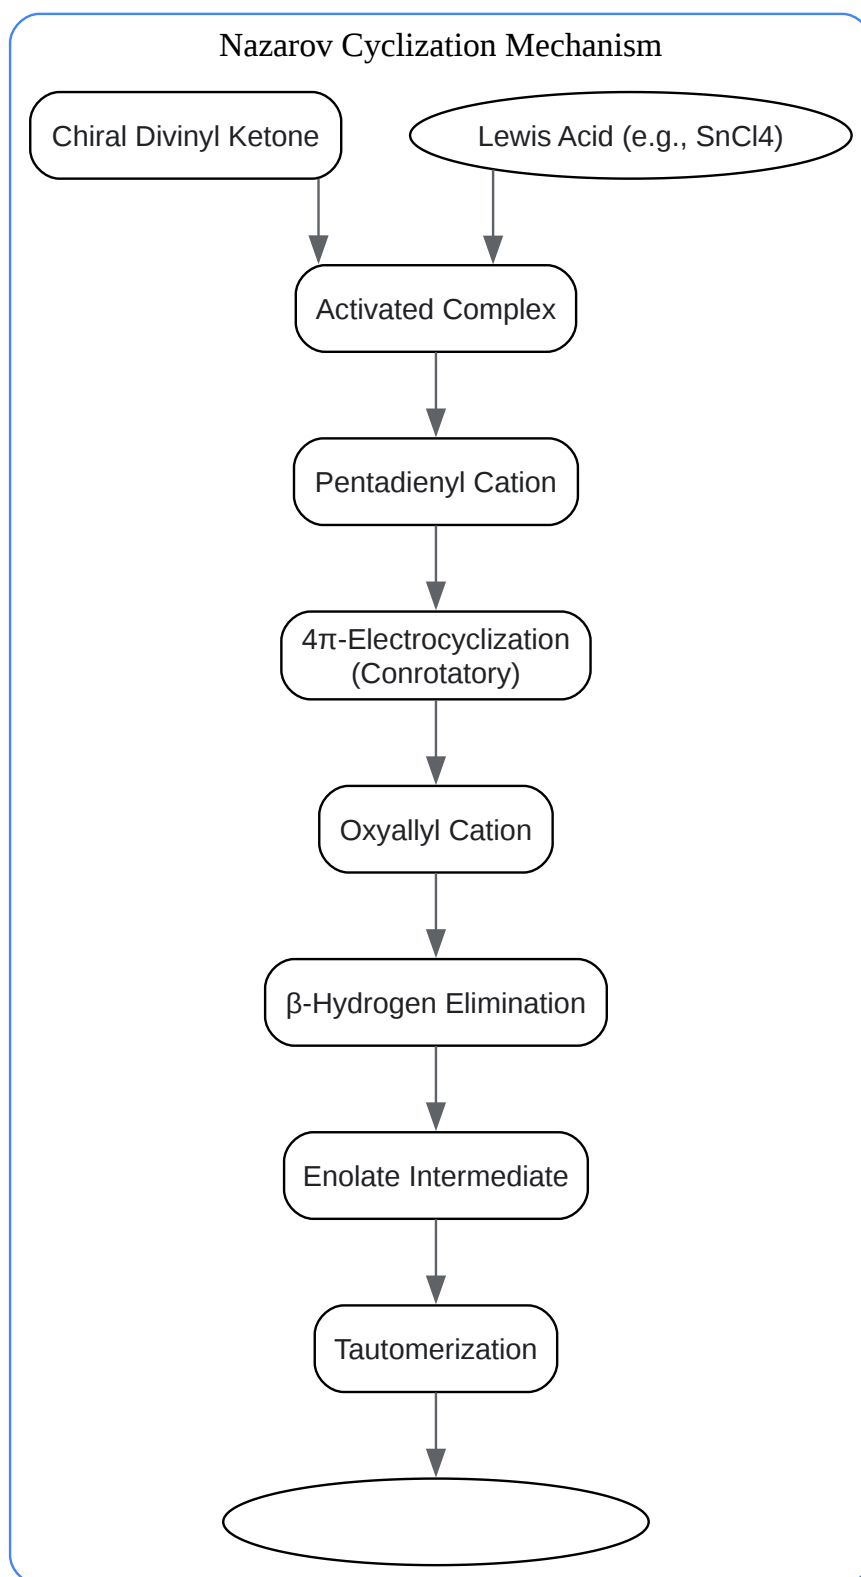 Nazarov Cyclization Mechanism
Chiral Divinyl Ketone
Lewis Acid (e.g., SnCl4)
Activated Complex
Pentadienyl Cation
4π-Electrocyclization
(Conrotatory)
Oxyallyl Cation
β-Hydrogen Elimination
Enolate Intermediate
Tautomerization